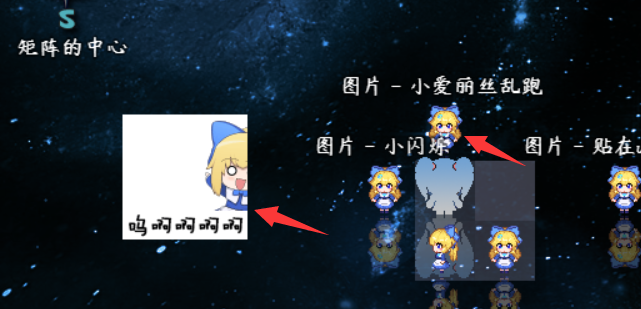 S
矩阵的中心
图片 - 小爱丽丝乱跑
图片 - 小闪烁
图片 - 贴在
呜啊啊啊啊